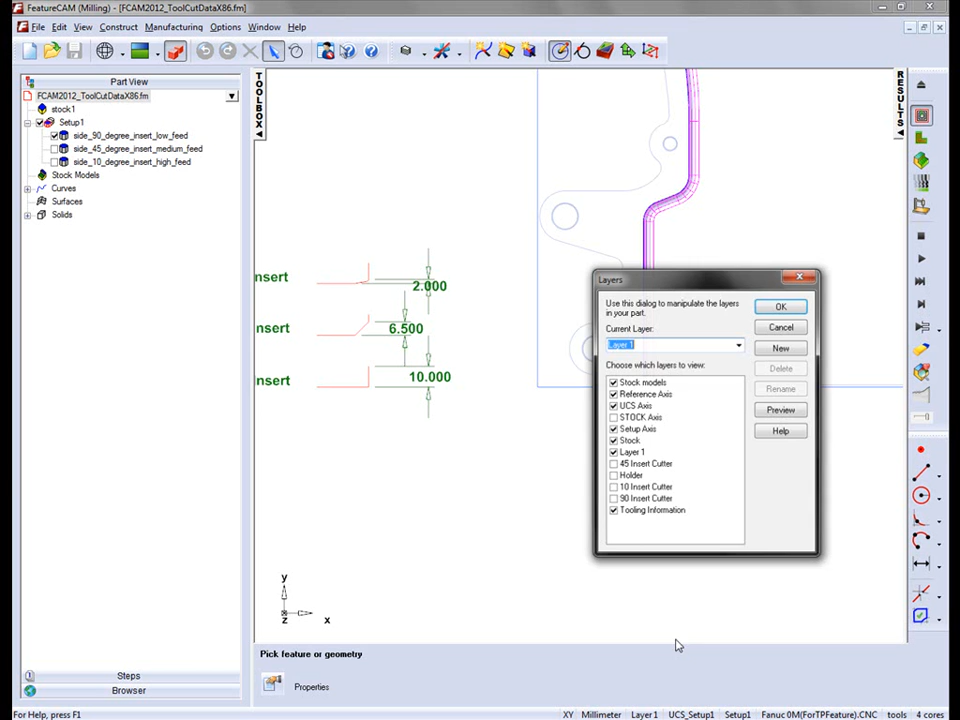 FeatureCAM (Milling) - [FCAM2012_ToolCutDataX86.fm]
File Edit View Construct Manufacturing Options Window Help
Part View
FCAM2012_ToolCutDataX86.fm
stock1
Setup1
side_90_degree_insert_low_feed
side_45_degree_insert_medium_feed
side_10_degree_insert_high_feed
Stock Models
Curves
Surfaces
Solids
TOOLBOX
RESULTS
nsert
2.000
nsert
6.500
nsert
10.000
Layers
Use this dialog to manipulate the layers
in your part.
Current Layer:
Layer 1
Choose which layers to view:
Stock models
Reference Axis
UCS Axis
STOCK Axis
Setup Axis
Stock
Layer 1
45 Insert Cutter
Holder
10 Insert Cutter
90 Insert Cutter
Tooling Information
OK
Cancel
New
Delete
Rename
Preview
Help
y
z
x
Pick feature or geometry
Properties
Steps
Browser
For Help, press F1
XY Millimeter Layer 1 UCS_Setup1 Setup1 Fanuc 0M(ForTPFeature).CNC tools 4 cores